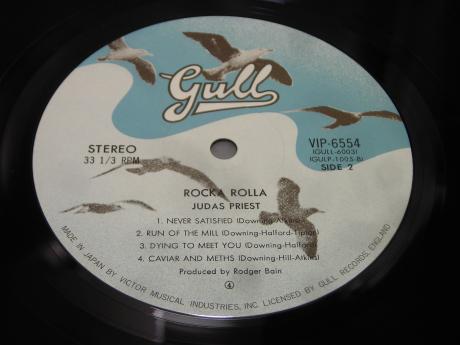 Gull
STEREO
33 1/3 RPM
VIP-6554
(GULL-6003)
(GULP-1005-B)
SIDE 2
ROCKA ROLLA
JUDAS PRIEST
1. NEVER SATISFIED (Downing-Atkins)
2. RUN OF THE MILL (Downing-Halford-Tipton)
3. DYING TO MEET YOU (Downing-Halford)
4. CAVIAR AND METHS (Downing-Hill-Atkins)
Produced by Rodger Bain
④
MADE IN JAPAN BY VICTOR MUSICAL INDUSTRIES, INC. LICENSED BY GULL RECORDS, ENGLAND